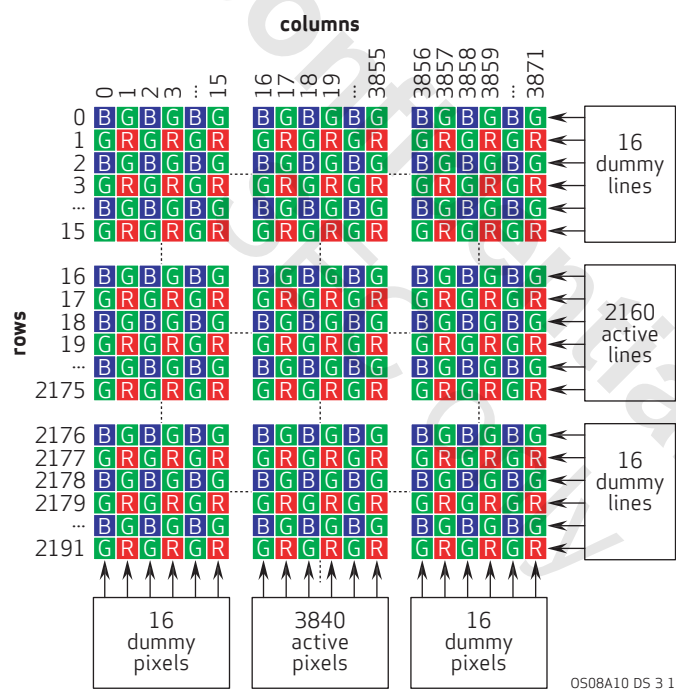 columns
0 1 2 3 ... 15 16 17 18 19 ... 3855 3856 3857 3858 3859 ... 3871
0 B G B G B G B G B G B G B G B G B G
1 G R G R G R G R G R G R G R G R G R
2 B G B G B G B G B G B G B G B G B G
3 G R G R G R G R G R G R G R G R G R
... B G B G B G B G B G B G B G B G B G
15 G R G R G R G R G R G R G R G R G R
16
dummy
lines
rows
16 B G B G B G B G B G B G B G B G B G
17 G R G R G R G R G R G R G R G R G R
18 B G B G B G B G B G B G B G B G B G
19 G R G R G R G R G R G R G R G R G R
... B G B G B G B G B G B G B G B G B G
2175 G R G R G R G R G R G R G R G R G R
2160
active
lines
2176 B G B G B G B G B G B G B G B G B G
2177 G R G R G R G R G R G R G R G R G R
2178 B G B G B G B G B G B G B G B G B G
2179 G R G R G R G R G R G R G R G R G R
... B G B G B G B G B G B G B G B G B G
2191 G R G R G R G R G R G R G R G R G R
16
dummy
lines
16
dummy
pixels
3840
active
pixels
16
dummy
pixels
OS08A10 DS 3 1